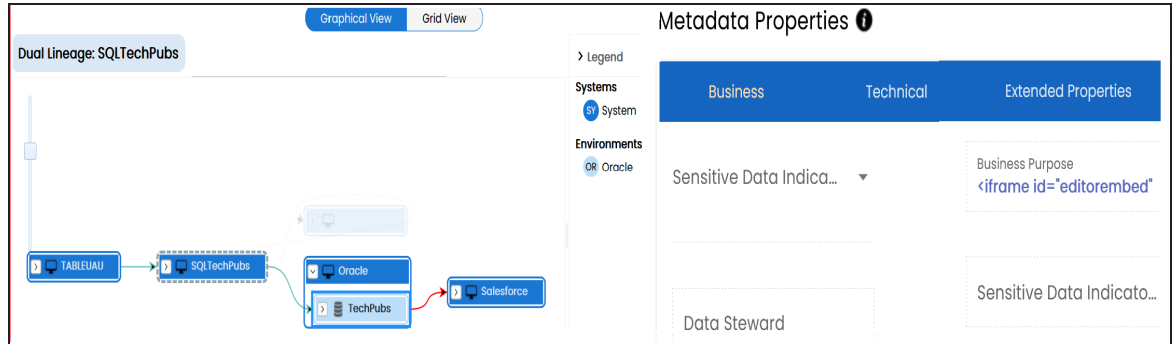 Graphical View
Grid View
Dual Lineage: SQLTechPubs
Legend
Systems
SY System
Environments
OR Oracle
TABLEUAU
SQLTechPubs
Oracle
TechPubs
Salesforce
Metadata Properties i
Business
Technical
Extended Properties
Sensitive Data Indica...
Business Purpose
<iframe id="editorembed"
Sensitive Data Indicato...
Data Steward